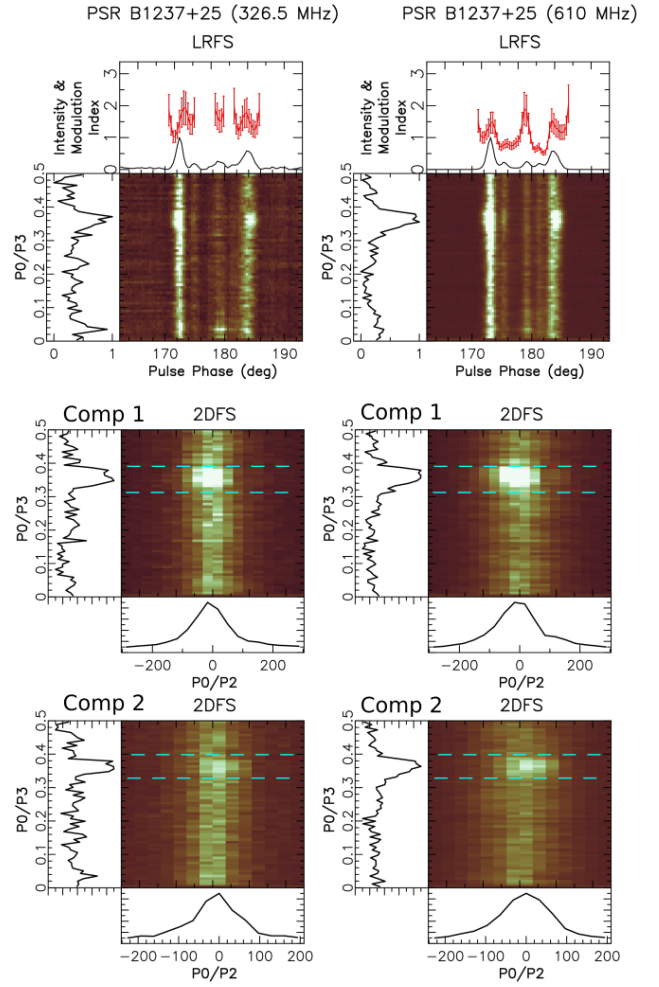 PSR B1237+25 (326.5 MHz)
LRFS
Intensity &
Modulation
Index
0 1 2 3
P0/P3
0 0.1 0.2 0.3 0.4 0.5
0 1
170 180 190
Pulse Phase (deg)
PSR B1237+25 (610 MHz)
LRFS
Intensity &
Modulation
Index
0 1 2 3
P0/P3
0 0.1 0.2 0.3 0.4 0.5
0 1
170 180 190
Pulse Phase (deg)
Comp 1
2DFS
P0/P3
0 0.1 0.2 0.3 0.4 0.5
−200 0 200
P0/P2
Comp 1
2DFS
P0/P3
0 0.1 0.2 0.3 0.4 0.5
−200 0 200
P0/P2
Comp 2
2DFS
P0/P3
0 0.1 0.2 0.3 0.4 0.5
−200 −100 0 100 200
P0/P2
Comp 2
2DFS
P0/P3
0 0.1 0.2 0.3 0.4 0.5
−200 −100 0 100 200
P0/P2